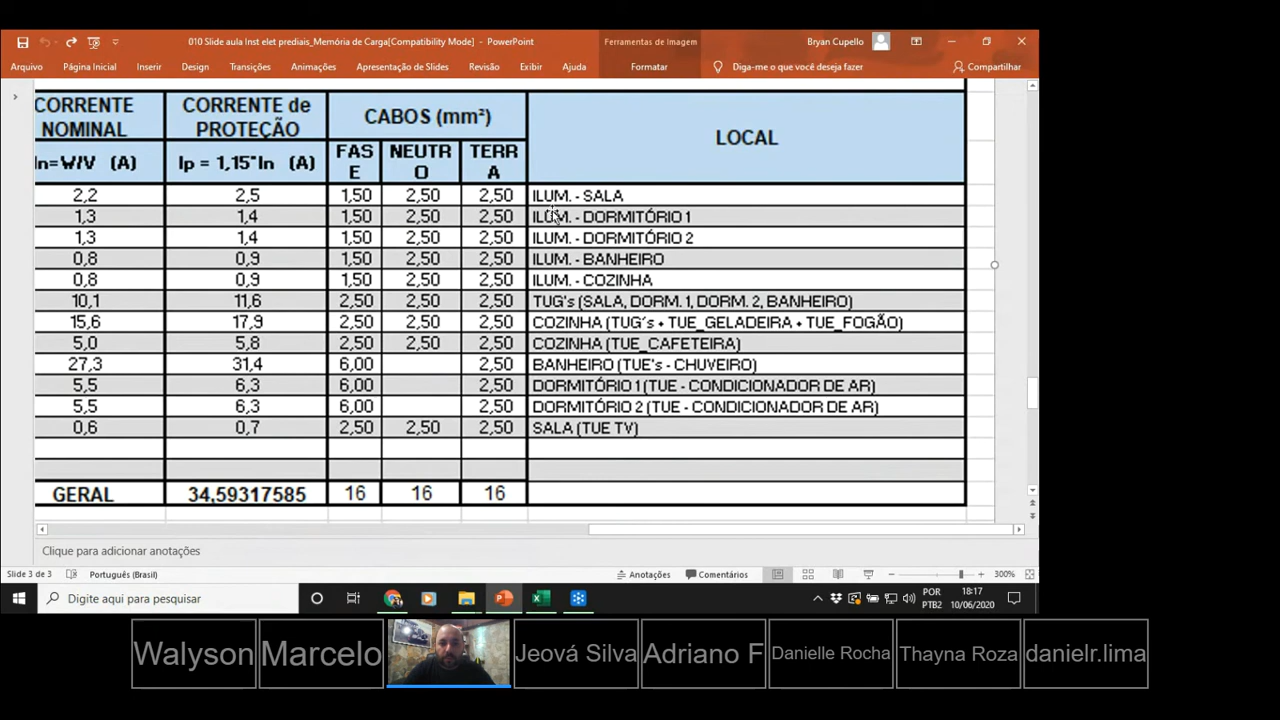 010 Slide aula Inst elet prediais_Memória de Carga[Compatibility Mode] - PowerPoint
Ferramentas de Imagem
Bryan Cupello
Arquivo Página Inicial Inserir Design Transições Animações Apresentação de Slides Revisão Exibir Ajuda Formatar Diga-me o que você deseja fazer Compartilhar
CORRENTE NOMINAL
CORRENTE de PROTEÇÃO
CABOS (mm²)
LOCAL
In=W/V (A)
Ip = 1,15*In (A)
FASE
NEUTRO
TERRA
2,2 2,5 1,50 2,50 2,50 ILUM. - SALA
1,3 1,4 1,50 2,50 2,50 ILUM. - DORMITÓRIO 1
1,3 1,4 1,50 2,50 2,50 ILUM. - DORMITÓRIO 2
0,8 0,9 1,50 2,50 2,50 ILUM. - BANHEIRO
0,8 0,9 1,50 2,50 2,50 ILUM. - COZINHA
10,1 11,6 2,50 2,50 2,50 TUG's (SALA, DORM. 1, DORM. 2, BANHEIRO)
15,6 17,9 2,50 2,50 2,50 COZINHA (TUG's + TUE_GELADEIRA + TUE_FOGÃO)
5,0 5,8 2,50 2,50 2,50 COZINHA (TUE_CAFETEIRA)
27,3 31,4 6,00 2,50 BANHEIRO (TUE's - CHUVEIRO)
5,5 6,3 6,00 2,50 DORMITÓRIO 1 (TUE - CONDICIONADOR DE AR)
5,5 6,3 6,00 2,50 DORMITÓRIO 2 (TUE - CONDICIONADOR DE AR)
0,6 0,7 2,50 2,50 2,50 SALA (TUE TV)
GERAL 34,59317585 16 16 16
Clique para adicionar anotações
Slide 3 de 3 Português (Brasil) Anotações Comentários 300%
Digite aqui para pesquisar
POR 18:17
PTB2 10/06/2020
Walyson Marcelo Jeová Silva Adriano F Danielle Rocha Thayna Roza danielr.lima